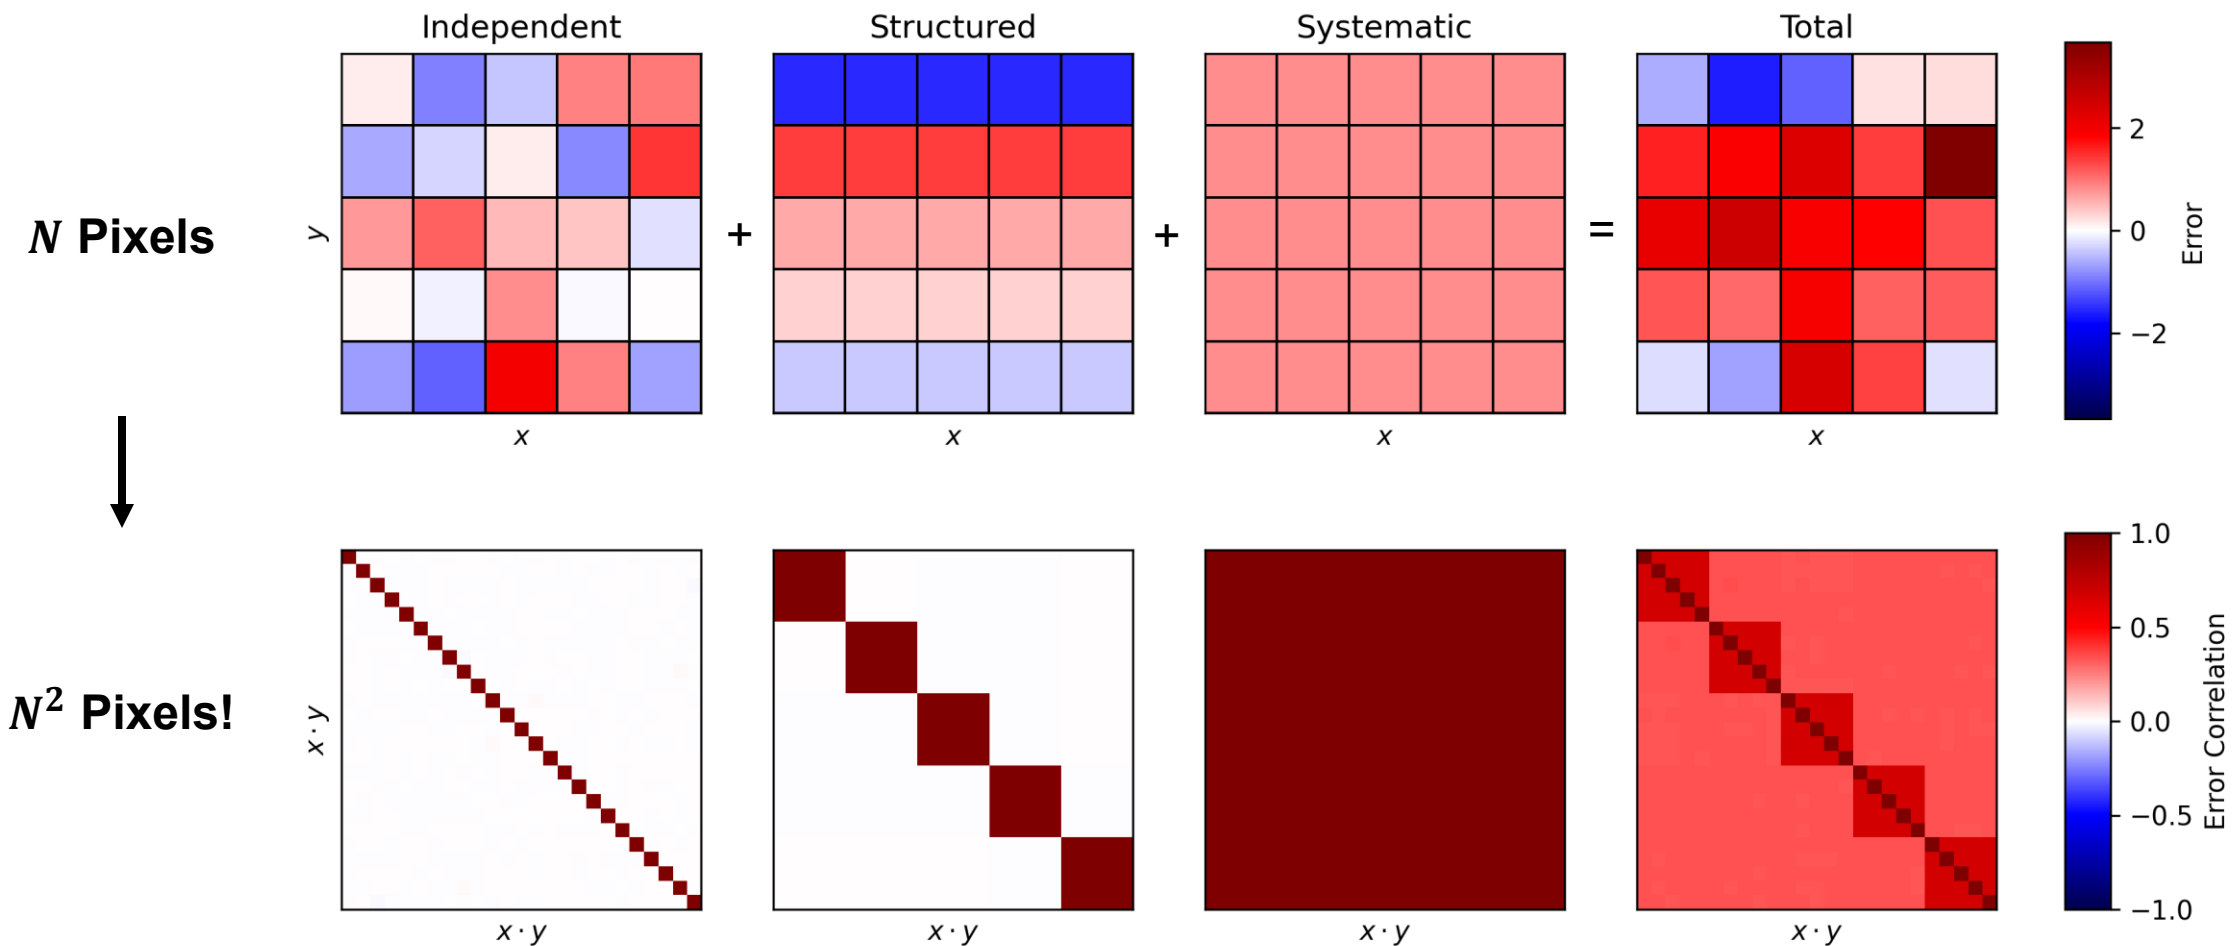 Independent
Structured
Systematic
Total
N Pixels
y
+
+
=
2
0
−2
Error
x
x
x
x
N² Pixels!
x · y
1.0
0.5
0.0
−0.5
−1.0
Error Correlation
x · y
x · y
x · y
x · y